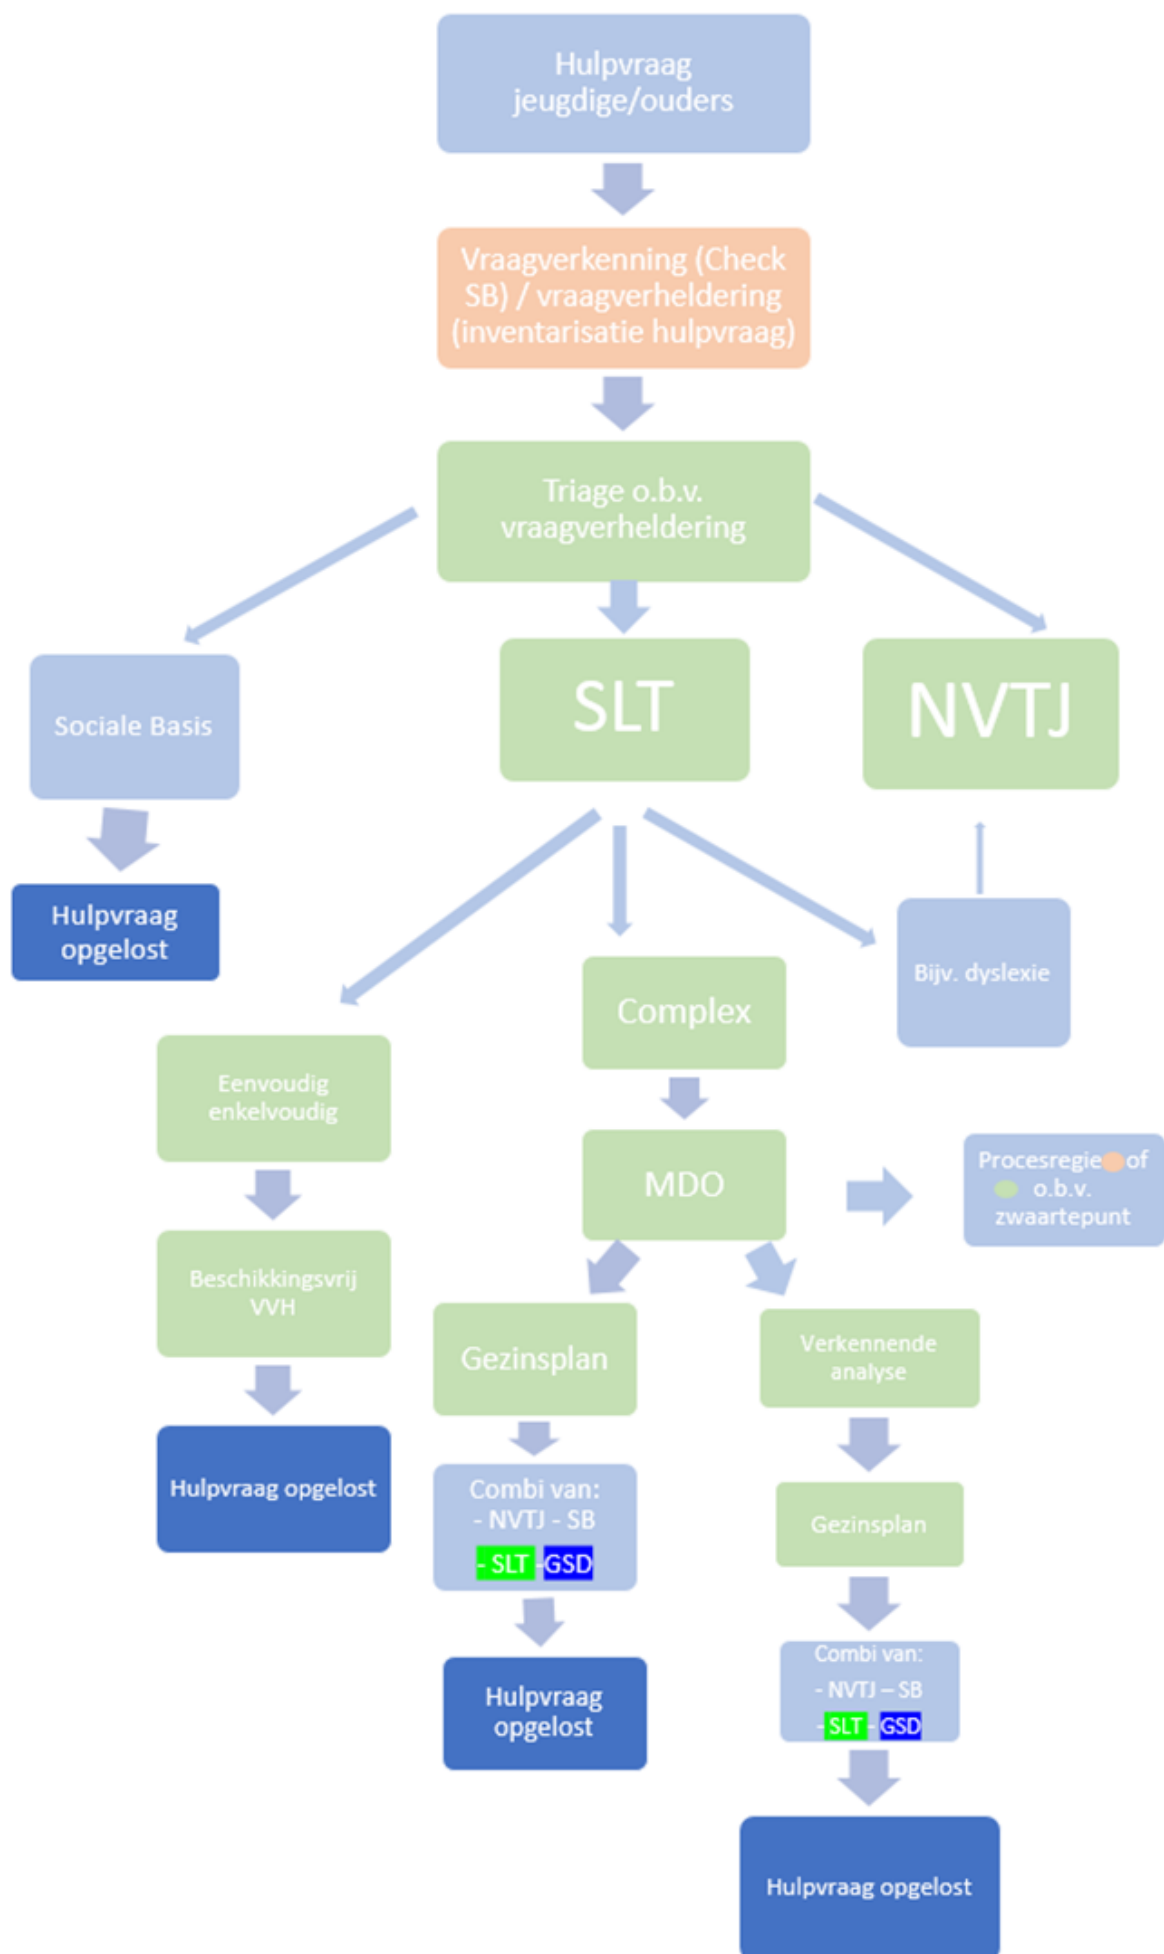 Hulpvraag
jeugdige/ouders
Vraagverkenning (Check
SB) / vraagverheldering
(inventarisatie hulpvraag)
Triage o.b.v.
vraagverheldering
Sociale Basis
SLT
NVTJ
Hulpvraag
opgelost
Bijv. dyslexie
Complex
Eenvoudig
enkelvoudig
MDO
Procesregie of
o.b.v.
zwaartepunt
Beschikkingsvrij
VVH
Gezinsplan
Verkennende
analyse
Hulpvraag opgelost
Combi van:
- NVTJ - SB
- SLT -GSD
Gezinsplan
Hulpvraag
opgelost
Combi van:
- NVTJ – SB
- SLT - GSD
Hulpvraag opgelost